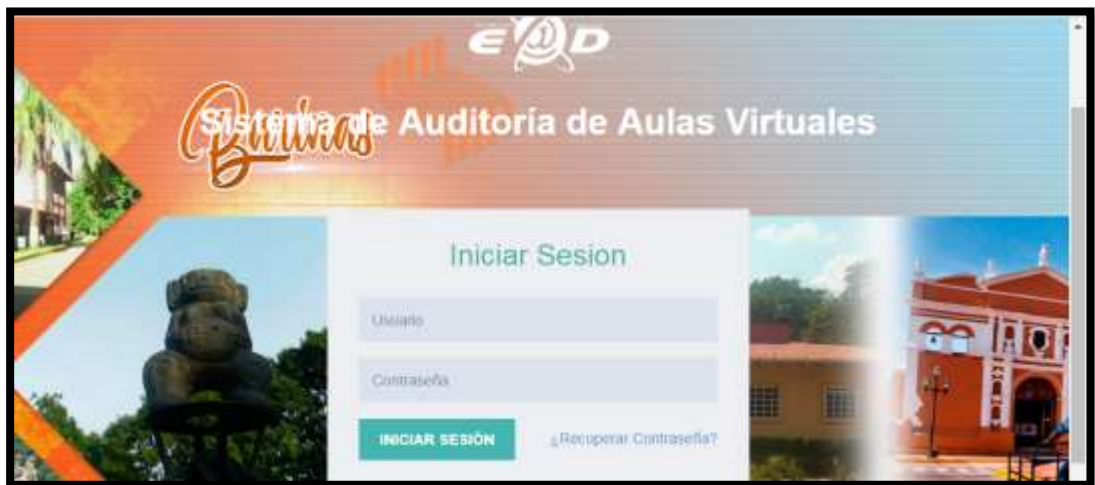 E@D
Barinas
Sistema de Auditoría de Aulas Virtuales
Iniciar Sesion
Usuario
Contraseña
INICIAR SESIÓN
¿Recuperar Contraseña?